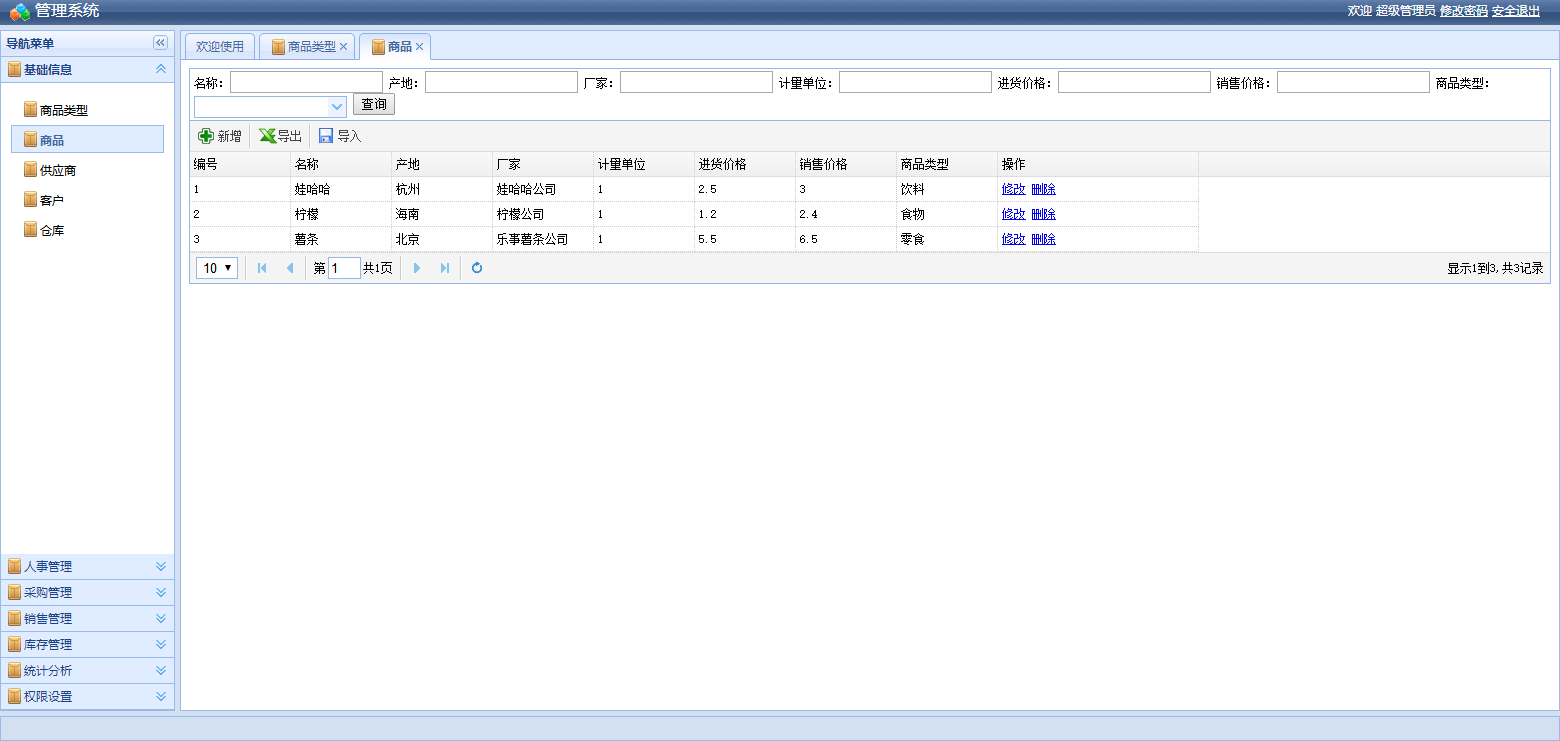 管理系统
欢迎 超级管理员 修改密码 安全退出
导航菜单
基础信息
商品类型
商品
供应商
客户
仓库
人事管理
采购管理
销售管理
库存管理
统计分析
权限设置
欢迎使用 商品类型 商品
名称: 产地: 厂家: 计量单位: 进货价格: 销售价格: 商品类型:
查询
新增 导出 导入
编号 名称 产地 厂家 计量单位 进货价格 销售价格 商品类型 操作
1 娃哈哈 杭州 娃哈哈公司 1 2.5 3 饮料 修改 删除
2 柠檬 海南 柠檬公司 1 1.2 2.4 食物 修改 删除
3 薯条 北京 乐事薯条公司 1 5.5 6.5 零食 修改 删除
10 第 1 共1页 显示1到3,共3记录